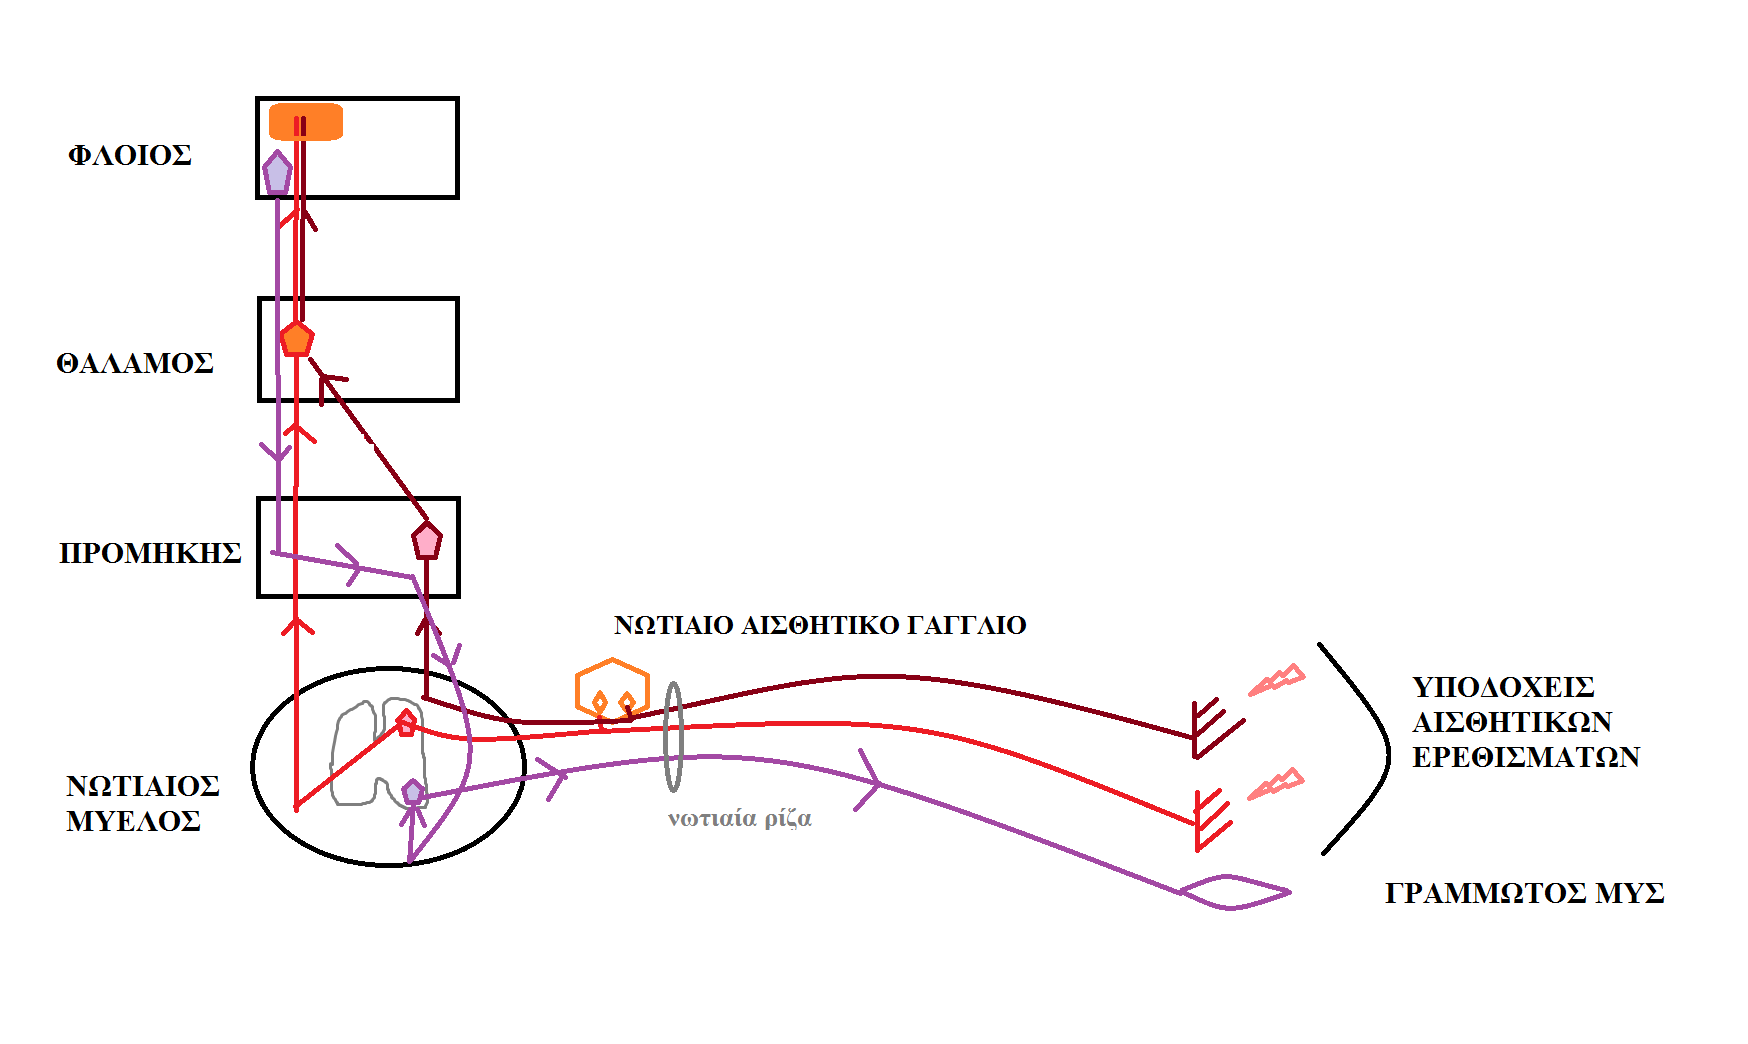 ΦΛΟΙΟΣ
ΘΑΛΑΜΟΣ
ΠΡΟΜΗΚΗΣ
ΝΩΤΙΑΙΟ ΑΙΣΘΗΤΙΚΟ ΓΑΓΓΛΙΟ
ΥΠΟΔΟΧΕΙΣ
ΑΙΣΘΗΤΙΚΩΝ
ΕΡΕΘΙΣΜΑΤΩΝ
ΝΩΤΙΑΙΟΣ
ΜΥΕΛΟΣ
νωτιαία ρίζα
ΓΡΑΜΜΩΤΟΣ ΜΥΣ